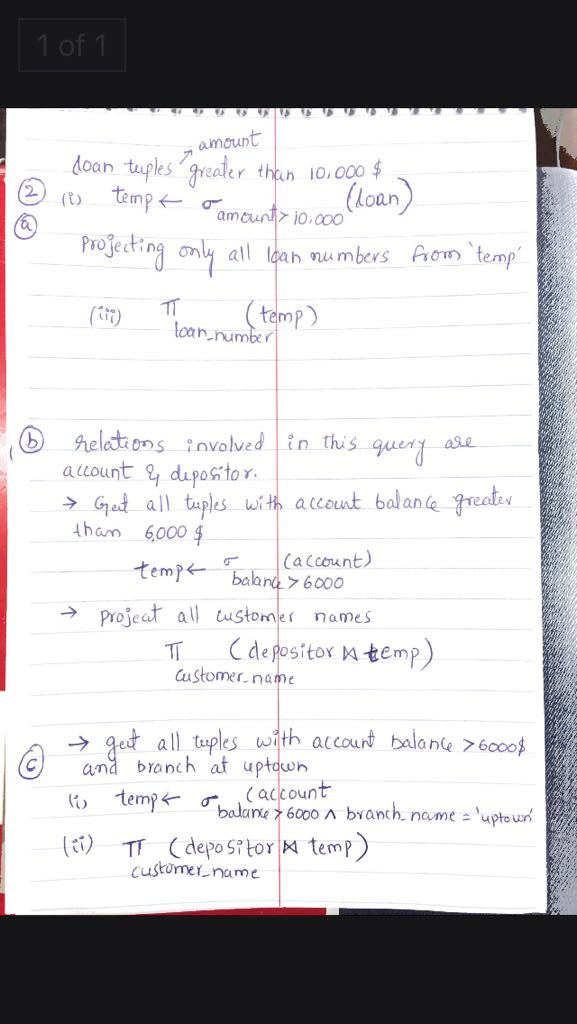 1 of 1
amount
loan tuples ↗ greater than 10,000 $
② (i) temp ← σ amount > 10,000 (loan)
ⓐ
projecting only all loan numbers from 'temp'
(iii) π loan_number (temp)
ⓑ relations involved in this query are
account & depositor.
→ Get all tuples with account balance greater
than 6,000 $
temp ← σ balance > 6000 (account)
→ project all customer names
π customer_name (depositor ⋈ temp)
→ get all tuples with account balance > 6000$
ⓒ and branch at uptown
(i) temp ← σ balance > 6000 ∧ branch_name = 'uptown' (account
(ii) π customer_name (depositor ⋈ temp)